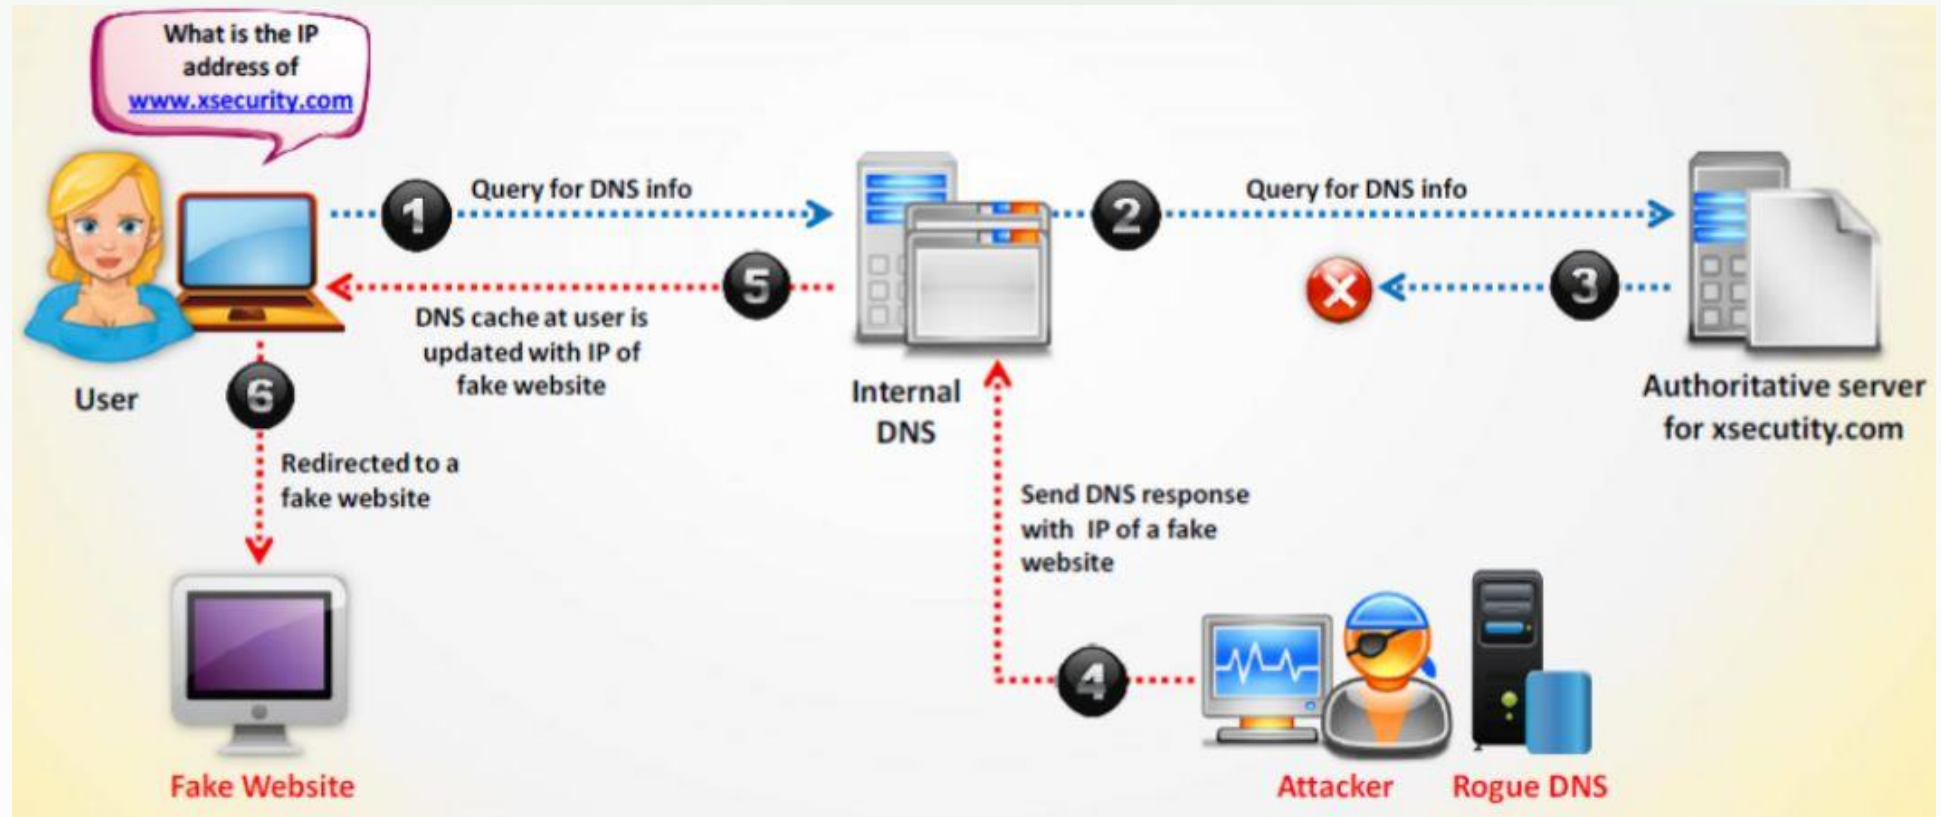 What is the IP
address of
www.xsecurity.com
1
Query for DNS info
2
Query for DNS info
3
5
DNS cache at user is
updated with IP of
fake website
User
6
Internal
DNS
Authoritative server
for xsecutity.com
Redirected to a
fake website
Send DNS response
with IP of a fake
website
4
Fake Website
Attacker
Rogue DNS